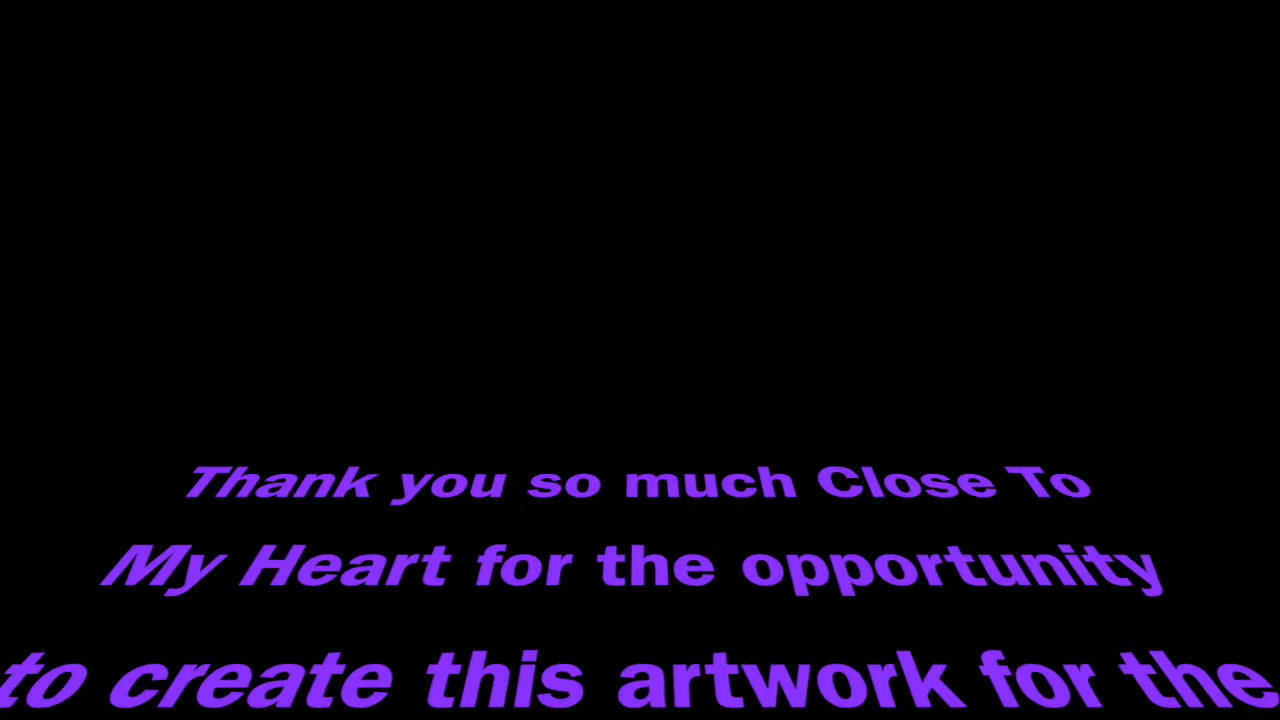 Thank you so much Close To
My Heart for the opportunity
to create this artwork for the